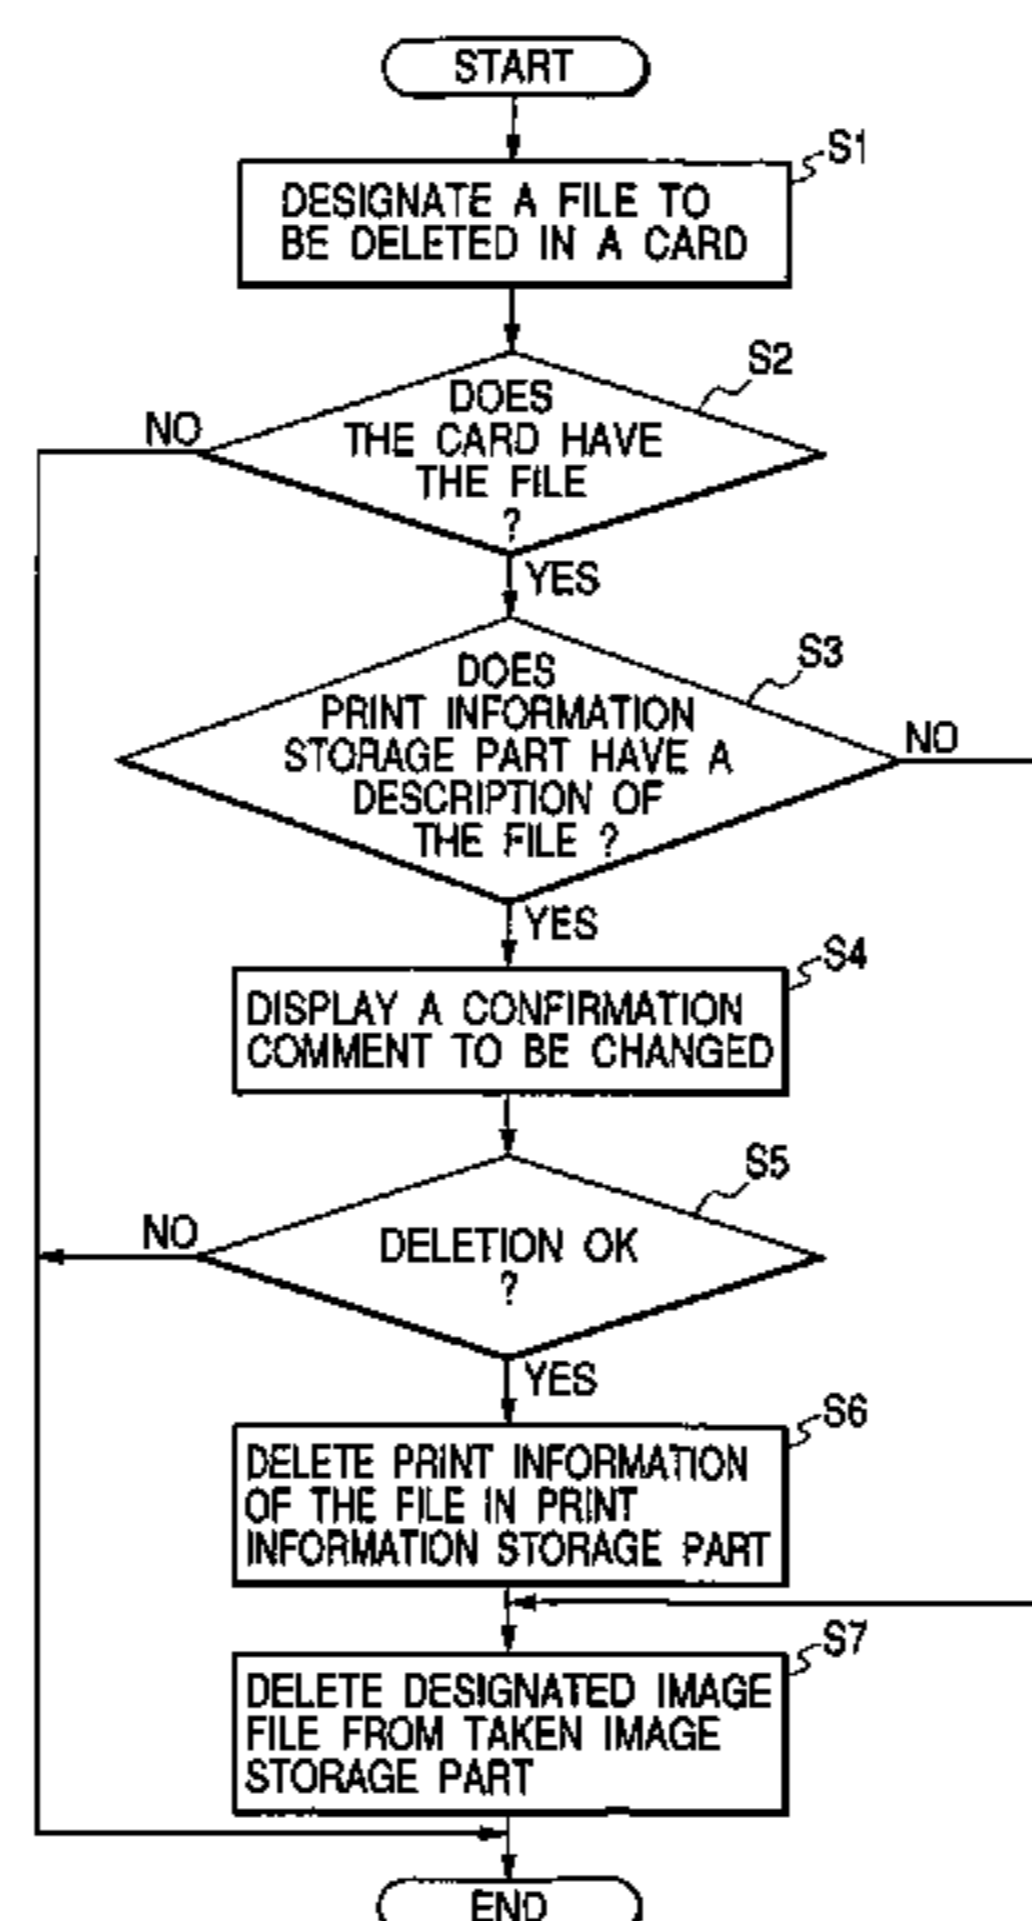 START
S1
DESIGNATE A FILE TO
BE DELETED IN A CARD
S2
DOES
THE CARD HAVE
THE FILE
?
NO
YES
S3
DOES
PRINT INFORMATION
STORAGE PART HAVE A
DESCRIPTION OF
THE FILE ?
NO
YES
S4
DISPLAY A CONFIRMATION
COMMENT TO BE CHANGED
S5
NO
DELETION OK
?
YES
S6
DELETE PRINT INFORMATION
OF THE FILE IN PRINT
INFORMATION STORAGE PART
S7
DELETE DESIGNATED IMAGE
FILE FROM TAKEN IMAGE
STORAGE PART
END